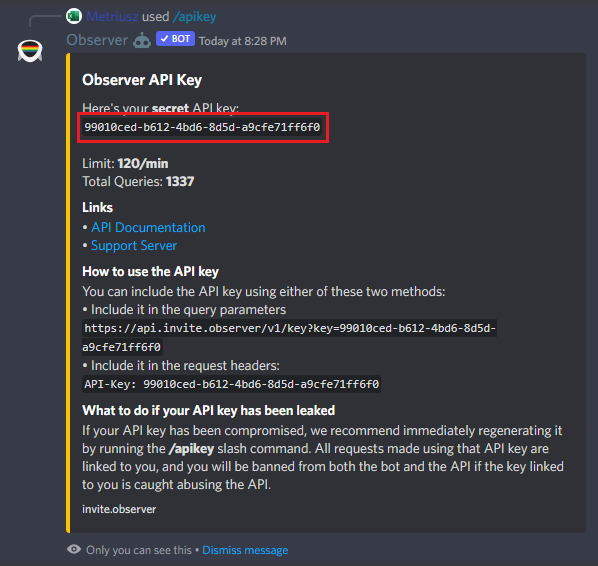 Metriusz used /apikey
Observer BOT Today at 8:28 PM
Observer API Key
Here's your secret API key:
99010ced-b612-4bd6-8d5d-a9cfe71ff6f0
Limit: 120/min
Total Queries: 1337
Links
• API Documentation
• Support Server
How to use the API key
You can include the API key using either of these two methods:
• Include it in the query parameters
https://api.invite.observer/v1/key?key=99010ced-b612-4bd6-8d5d-
a9cfe71ff6f0
• Include it in the request headers:
API-Key: 99010ced-b612-4bd6-8d5d-a9cfe71ff6f0
What to do if your API key has been leaked
If your API key has been compromised, we recommend immediately regenerating it
by running the /apikey slash command. All requests made using that API key are
linked to you, and you will be banned from both the bot and the API if the key linked
to you is caught abusing the API.
invite.observer
Only you can see this • Dismiss message